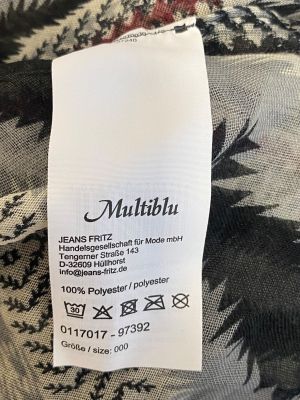 Multiblu
JEANS FRITZ
Handelsgesellschaft für Mode mbH
Tengerner Straße 143
D-32609 Hüllhorst
info@jeans-fritz.de
100% Polyester / polyester
30
0117017 - 97392
Größe / size: 000